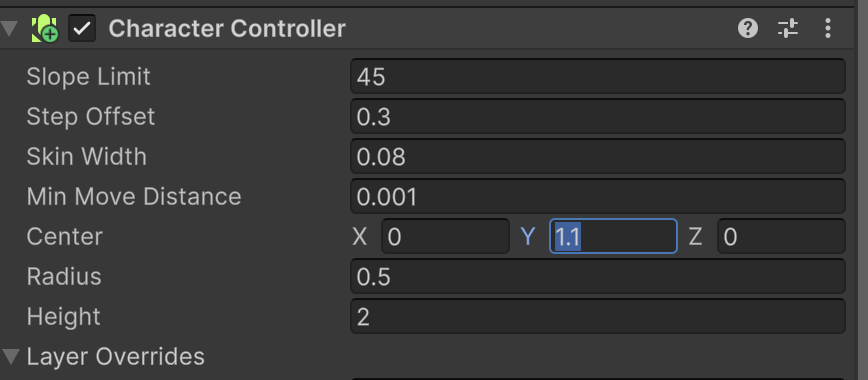 Character Controller
Slope Limit 45
Step Offset 0.3
Skin Width 0.08
Min Move Distance 0.001
Center X 0 Y 1.1 Z 0
Radius 0.5
Height 2
Layer Overrides